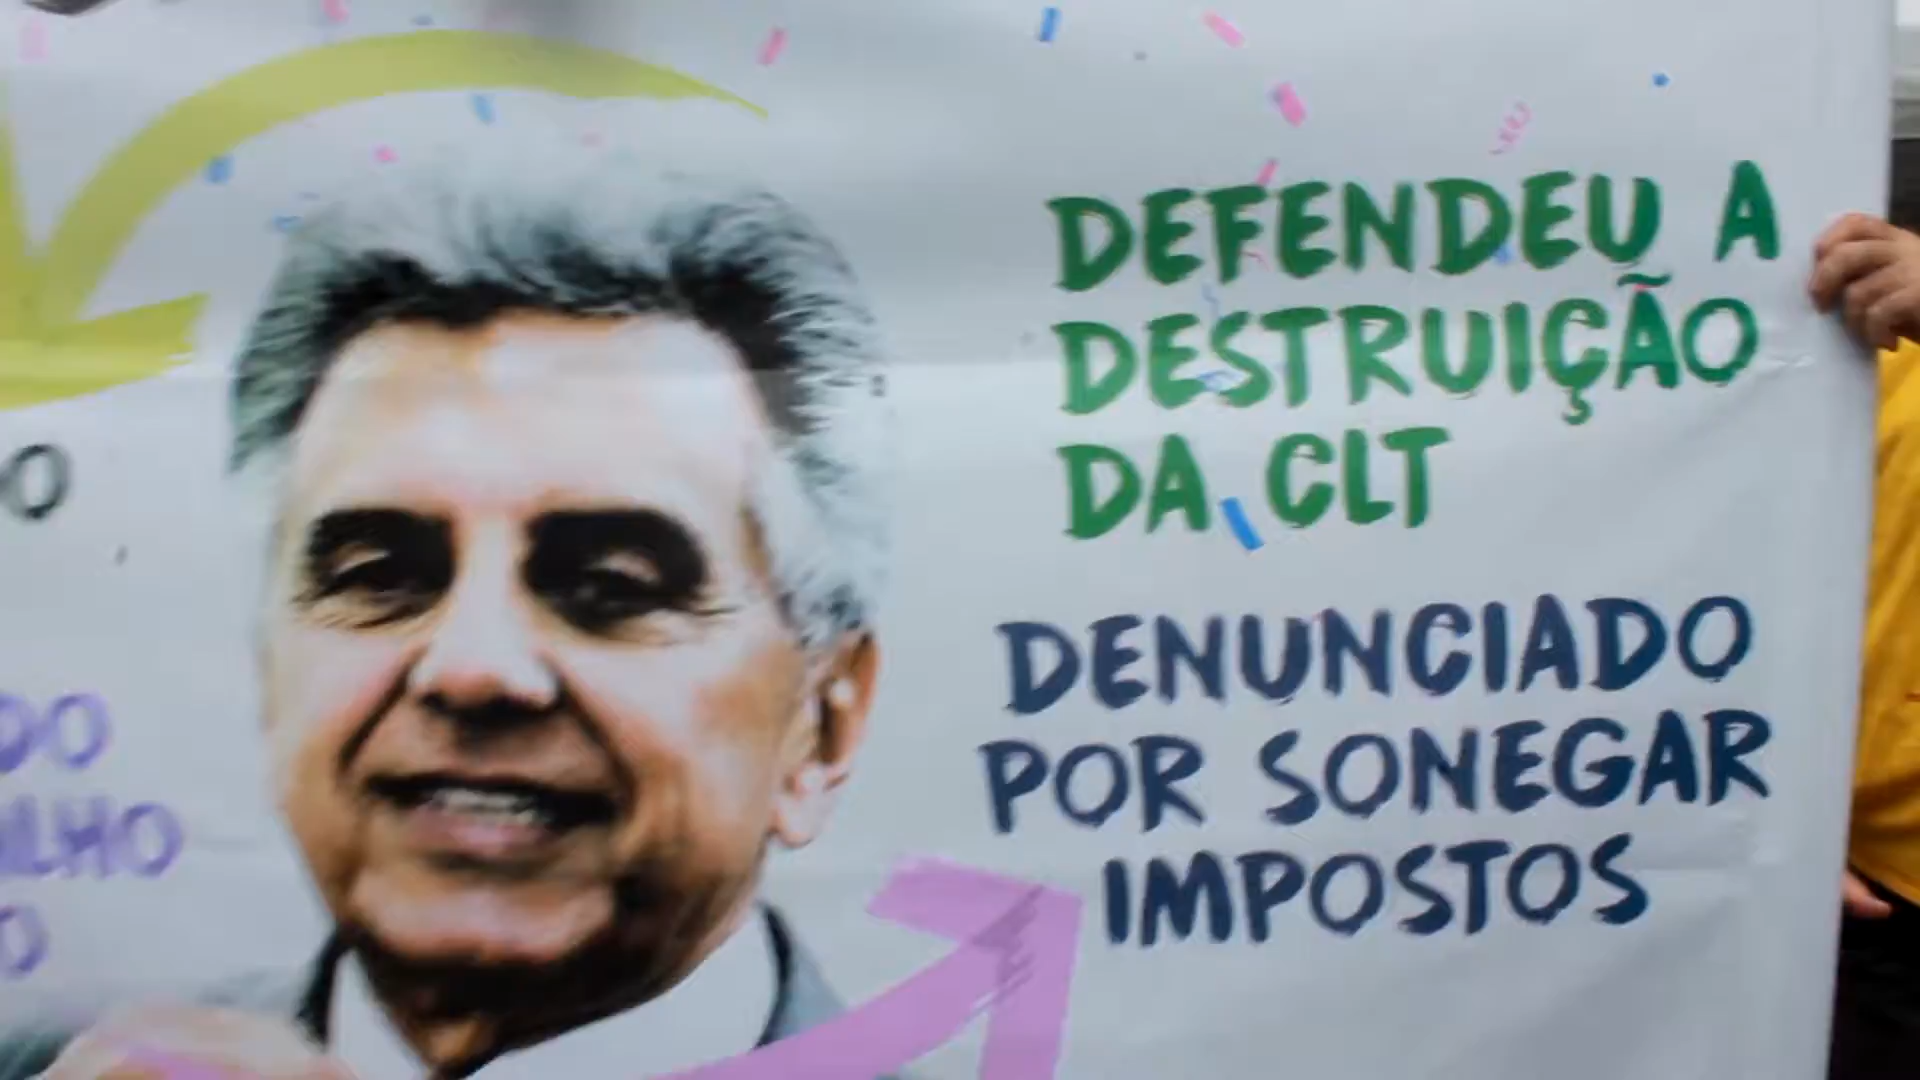 DEFENDEU A
DESTRUIÇÃO
DA CLT
DENUNCIADO
POR SONEGAR
IMPOSTOS